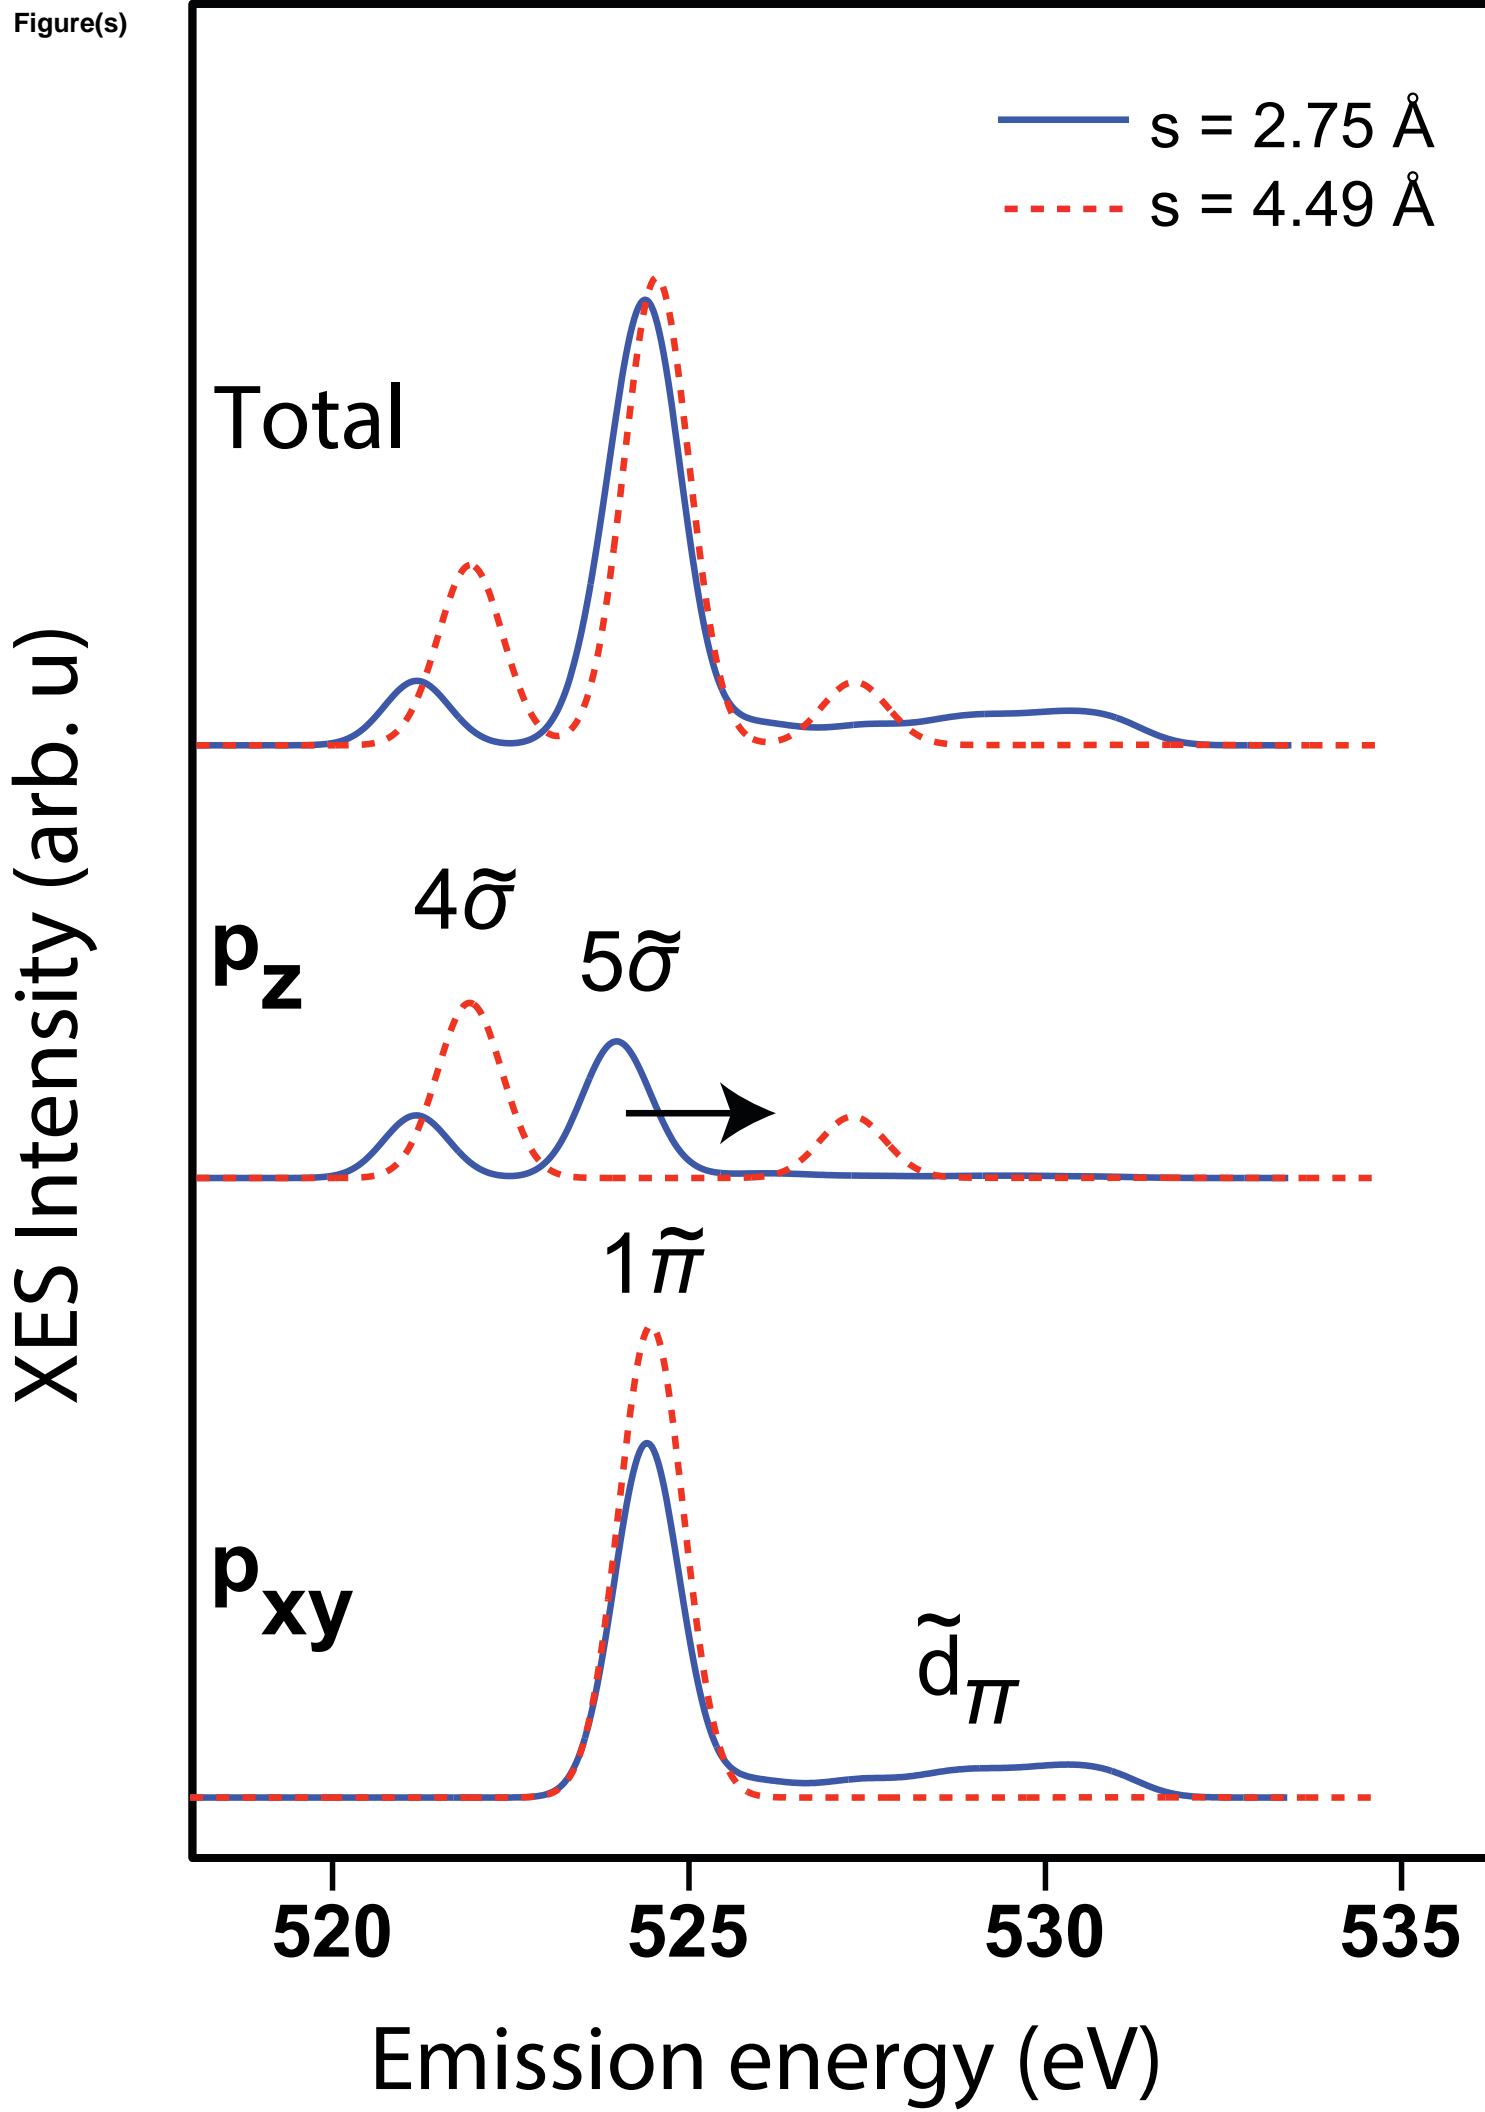 Figure(s)
s = 2.75 Å
s = 4.49 Å
Total
XES Intensity (arb. u)
4σ̃
5σ̃
p_z
1π̃
p_xy
d̃_π
520 525 530 535
Emission energy (eV)